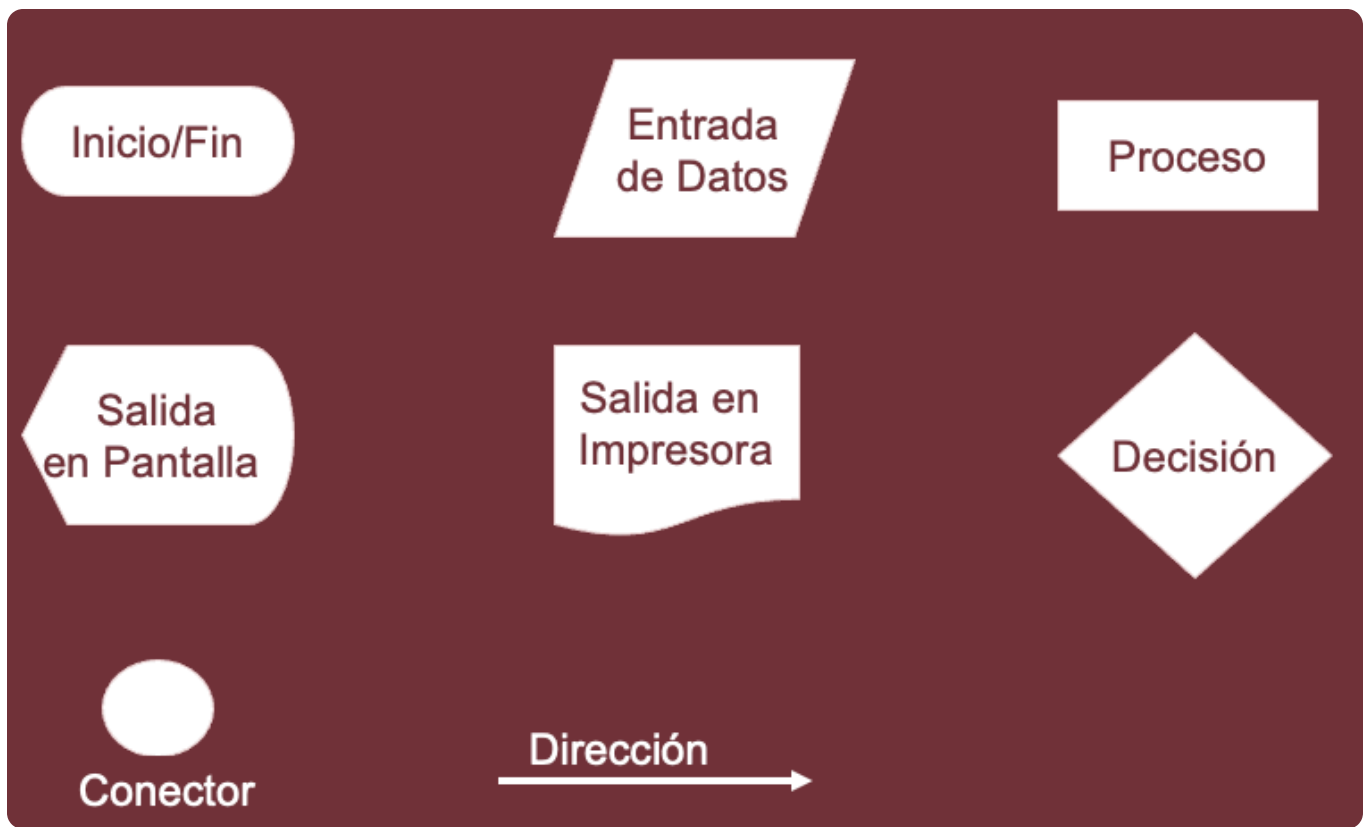 Inicio/Fin
Entrada
de Datos
Proceso
Salida
en Pantalla
Salida en
Impresora
Decisión
Conector
Dirección